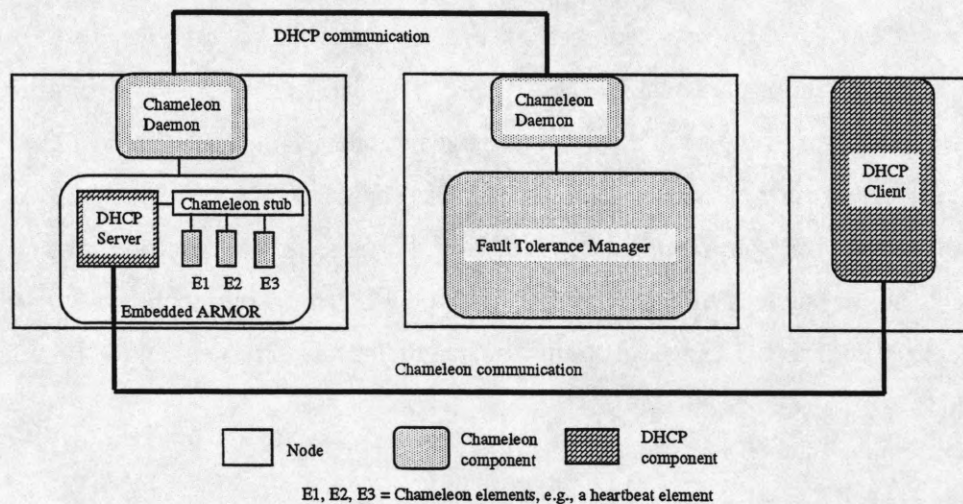 DHCP communication
Chameleon
Daemon
Chameleon
Daemon
DHCP
Client
DHCP
Server
Chameleon stub
E1 E2 E3
Embedded ARMOR
Fault Tolerance Manager
Chameleon communication
Node
Chameleon
component
DHCP
component
E1, E2, E3 = Chameleon elements, e.g., a heartbeat element